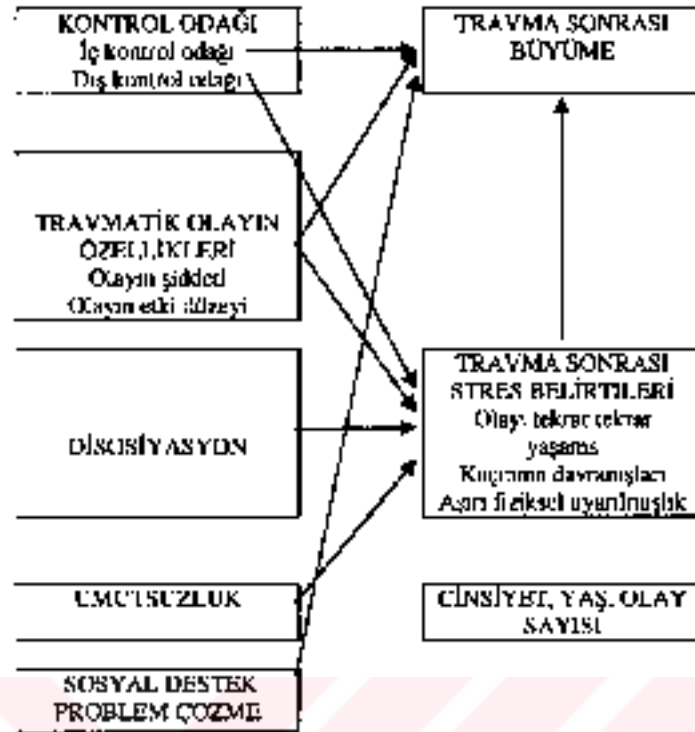 KONTROL ODAĞI
İç kontrol odağı
Dış kontrol odağı
TRAVMA SONRASI
BÜYÜME
TRAVMATİK OLAYIN
ÖZELLİKLERİ
Olayın şiddeti
Olayın etki düzeyi
TRAVMA SONRASI
STRES BELİRTİLERİ
Olayı tekrar tekrar
yaşama
Kaçınma davranışları
Aşırı fiziksel uyarılmışlık
DİSOSİYASYON
UMUTSUZLUK
CİNSİYET, YAŞ, OLAY
SAYISI
SOSYAL DESTEK
PROBLEM ÇÖZME